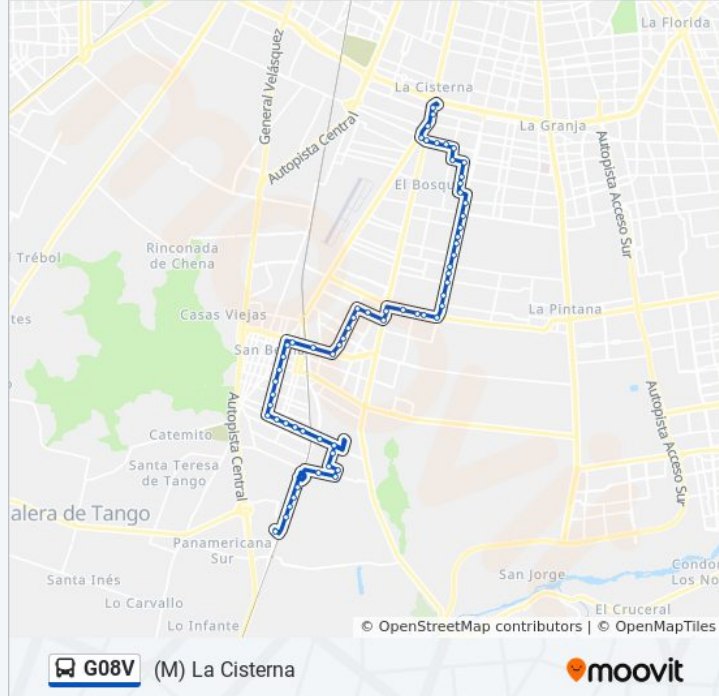 La Florida
General Velásquez
La Cisterna
La Granja
Autopista Central
Autopista Acceso Sur
El Bosqu
Trébol
Rinconada
de Chena
tes
Casas Viejas
La Pintana
San Be
Autopista Central
Autopista Acceso Sur
Catemito
Santa Teresa
de Tango
alera de Tango
Panamericana
Sur
Santa Inés
San Jorge
Condor
Los No
Lo Carvallo
El Cruceral
Lo Infante
© OpenStreetMap contributors | © OpenMapTiles
G08V (M) La Cisterna
moovit